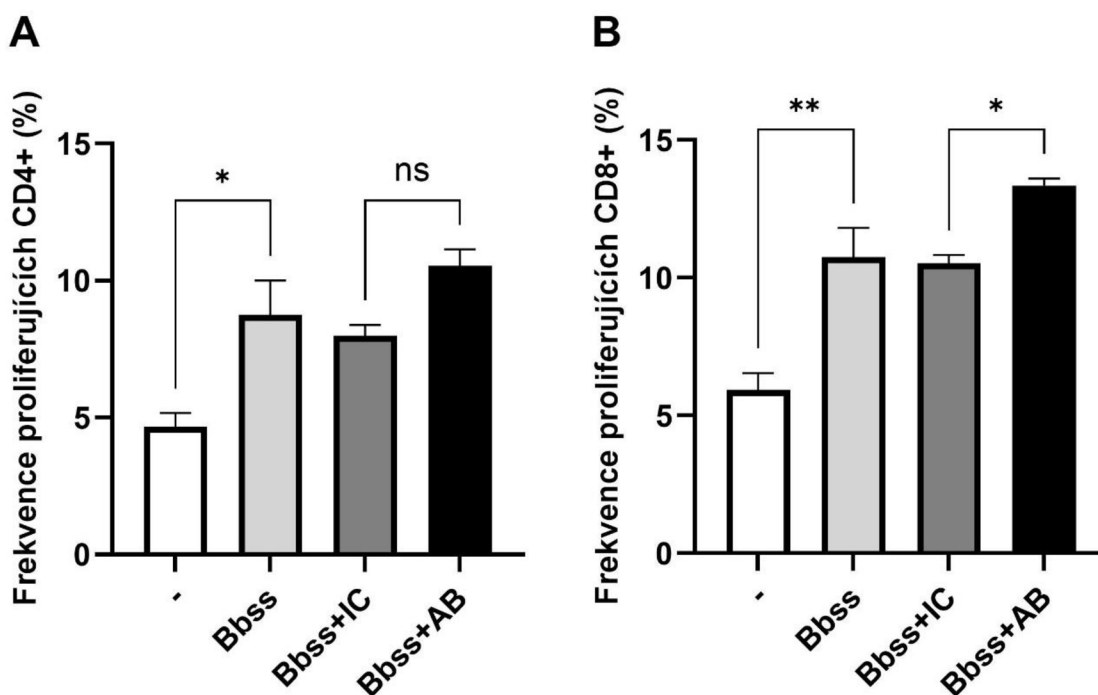 A
Frekvence proliferujících CD4+ (%)
15
10
5
0
*
ns
-
Bbss
Bbss+IC
Bbss+AB
B
Frekvence proliferujících CD8+ (%)
15
10
5
0
**
*
-
Bbss
Bbss+IC
Bbss+AB